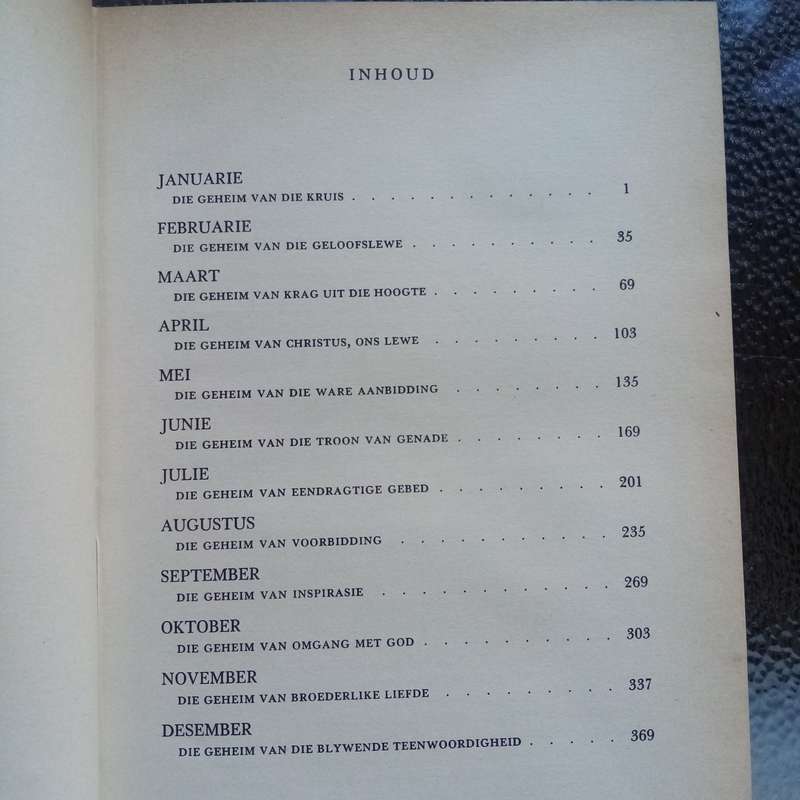 INHOUD
JANUARIE
DIE GEHEIM VAN DIE KRUIS . . . . . . . . . . . . . 1
FEBRUARIE
DIE GEHEIM VAN DIE GELOOFSLEWE . . . . . . . . . . 35
MAART
DIE GEHEIM VAN KRAG UIT DIE HOOGTE . . . . . . . . . 69
APRIL
DIE GEHEIM VAN CHRISTUS, ONS LEWE . . . . . . . . . 103
MEI
DIE GEHEIM VAN DIE WARE AANBIDDING . . . . . . . . 135
JUNIE
DIE GEHEIM VAN DIE TROON VAN GENADE . . . . . . . . 169
JULIE
DIE GEHEIM VAN EENDRAGTIGE GEBED . . . . . . . . . 201
AUGUSTUS
DIE GEHEIM VAN VOORBIDDING . . . . . . . . . . 235
SEPTEMBER
DIE GEHEIM VAN INSPIRASIE . . . . . . . . . . . 269
OKTOBER
DIE GEHEIM VAN OMGANG MET GOD . . . . . . . . . 303
NOVEMBER
DIE GEHEIM VAN BROEDERLIKE LIEFDE . . . . . . . . 337
DESEMBER
DIE GEHEIM VAN DIE BLYWENDE TEENWOORDIGHEID . . . . . 369